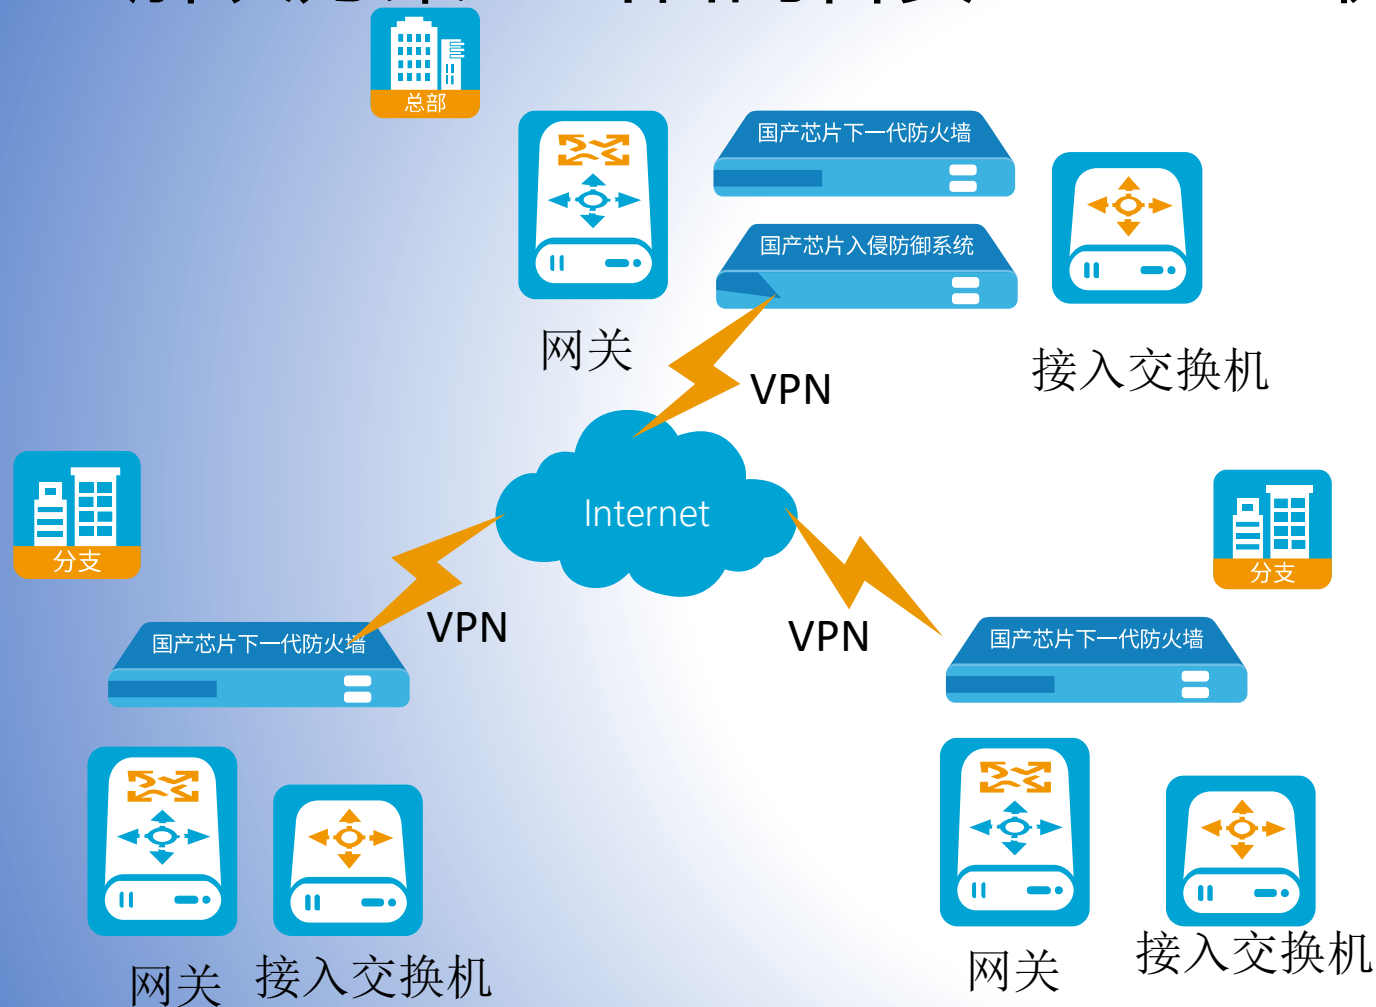 总部
国产芯片下一代防火墙
国产芯片入侵防御系统
网关
接入交换机
VPN
Internet
分支
分支
VPN
VPN
国产芯片下一代防火墙
国产芯片下一代防火墙
网关
接入交换机
网关
接入交换机